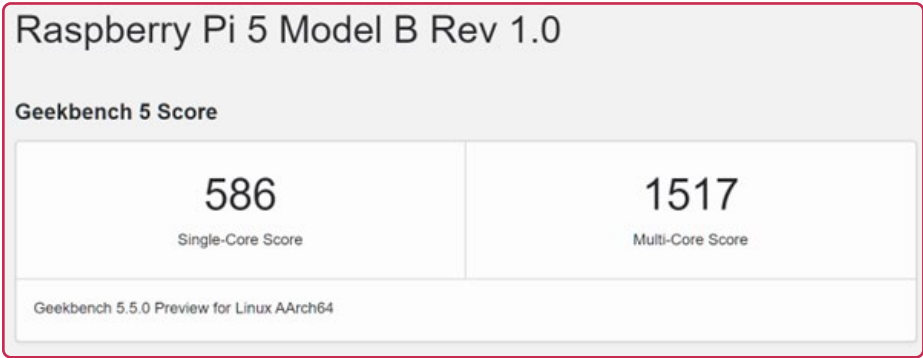 Raspberry Pi 5 Model B Rev 1.0
Geekbench 5 Score
586
Single-Core Score
1517
Multi-Core Score
Geekbench 5.5.0 Preview for Linux AArch64